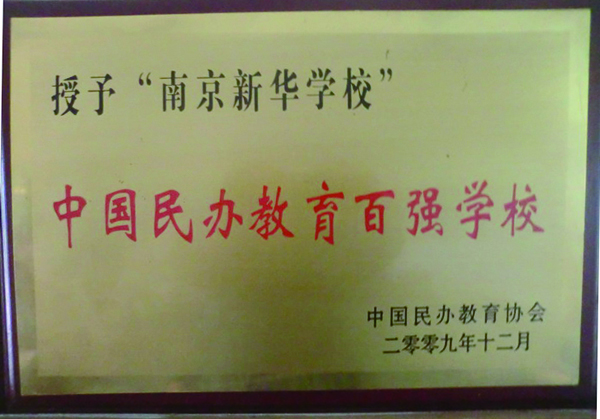 授予“南京新华学校”
中国民办教育百强学校
中国民办教育协会
二零零九年十二月